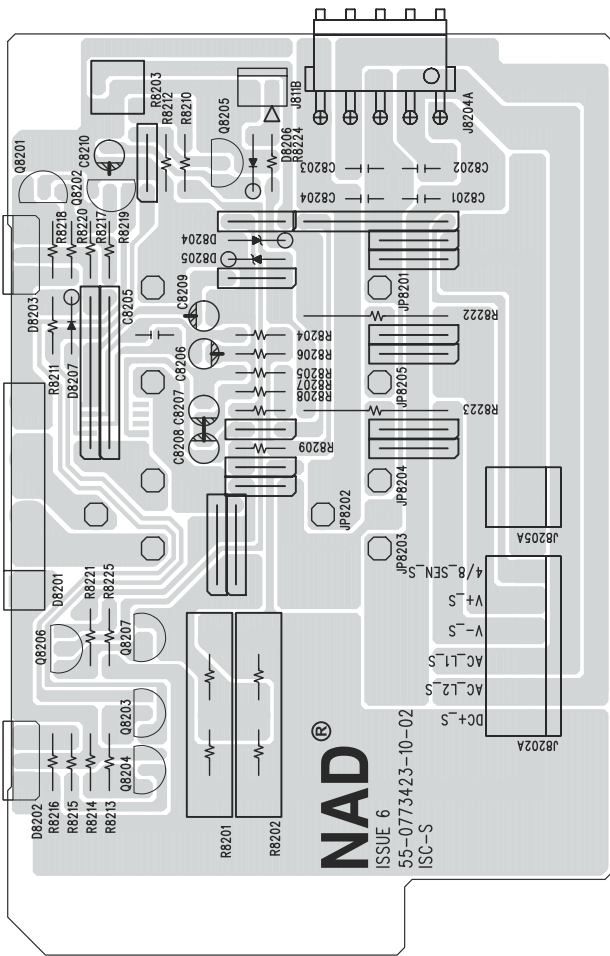 R8203
R8212
R8210
Q8205
J811B
J8204A
C8210
Q8201
Q8202
D8206
R8224
C8203
C8202
C8204
C8201
R8218
R8220
R8217
R8219
D8204
D8205
D8203
C8205
C8209
JP8201
R8222
R8204
R8206
R8205
R8207
R8208
C8206
R8211
D8207
JP8205
C8207
C8208
R8223
R8209
JP8204
JP8202
J8205A
JP8203
D8201
R8221
R8225
4/8_SEN_S
V+_S
V-_S
AC_L1_S
AC_L2_S
DC+_S
J8202A
Q8206
Q8207
Q8203
Q8204
D8202
R8216
R8215
R8214
R8213
R8201
R8202
NAD®
ISSUE 6
55-0773423-10-02
ISC-S